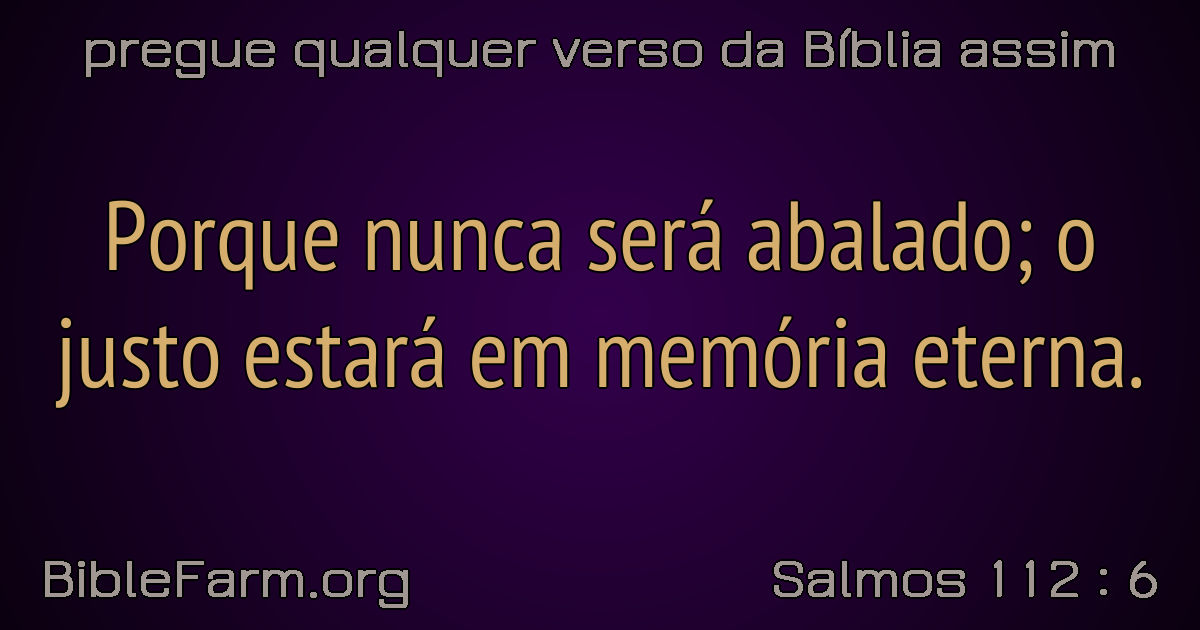 pregue qualquer verso da Bíblia assim
Porque nunca será abalado; o
justo estará em memória eterna.
BibleFarm.org
Salmos 112 : 6